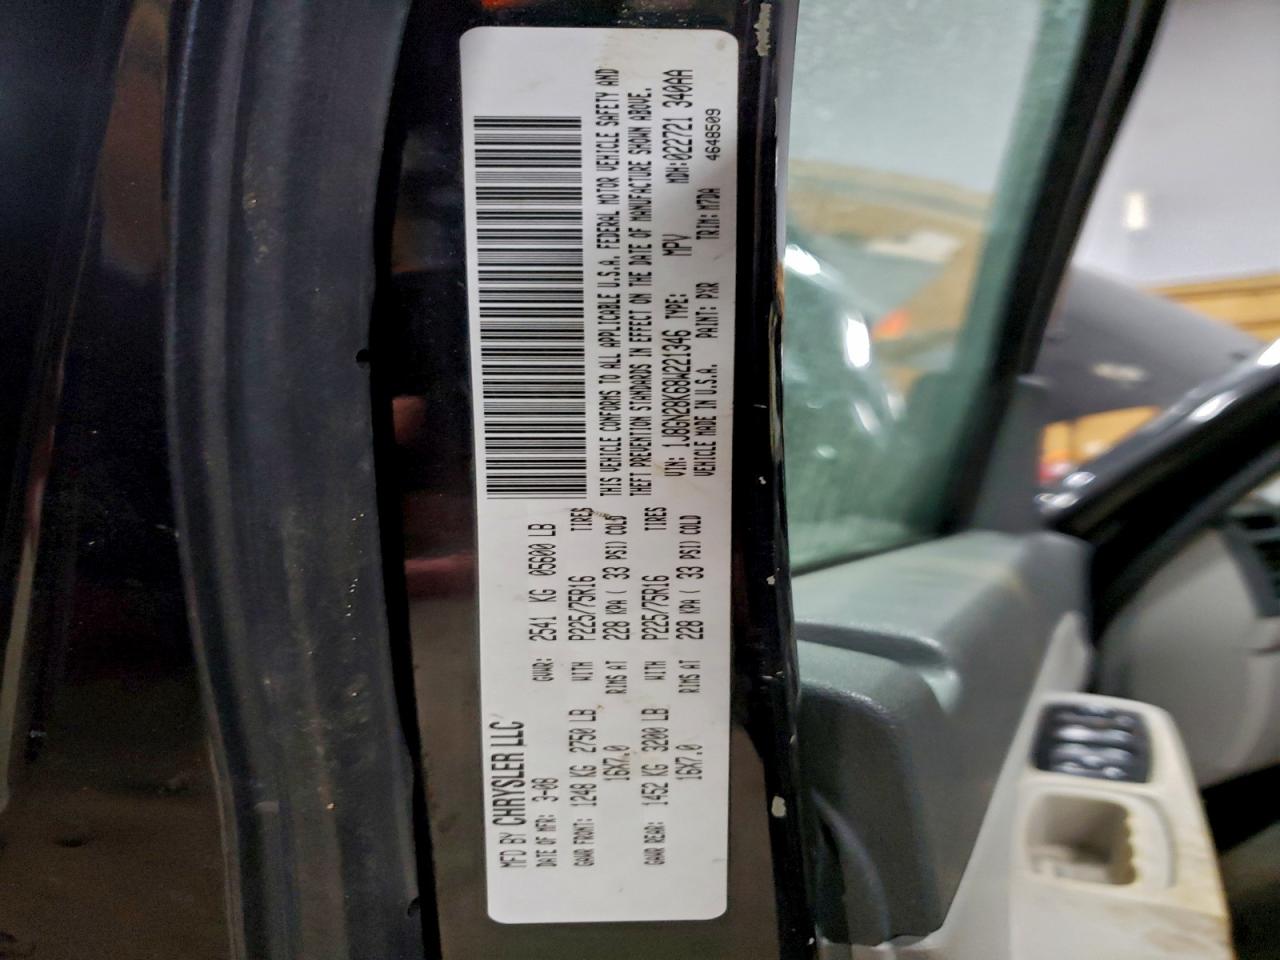 MFD BY CHRYSLER LLC
DATE OF MFR: 3-08 GVWR: 2541 KG 05600 LB
GAWR FRONT: 1248 KG 2750 LB WITH P225/75R16 TIRES
16X7.0 RIMS AT 228 KPA ( 33 PSI) COLD
GAWR REAR: 1452 KG 3200 LB WITH P225/75R16 TIRES
16X7.0 RIMS AT 228 KPA ( 33 PSI) COLD
THIS VEHICLE CONFORMS TO ALL APPLICABLE U.S.A. FEDERAL MOTOR VEHICLE SAFETY AND
THEFT PREVENTION STANDARDS IN EFFECT ON THE DATE OF MANUFACTURE SHOWN ABOVE.
VIN: 1J8GN28K68W221346 TYPE: MPV MDH:022721 340AA
VEHICLE MADE IN U.S.A. PAINT: PXR TRIM: M7DA
4648509